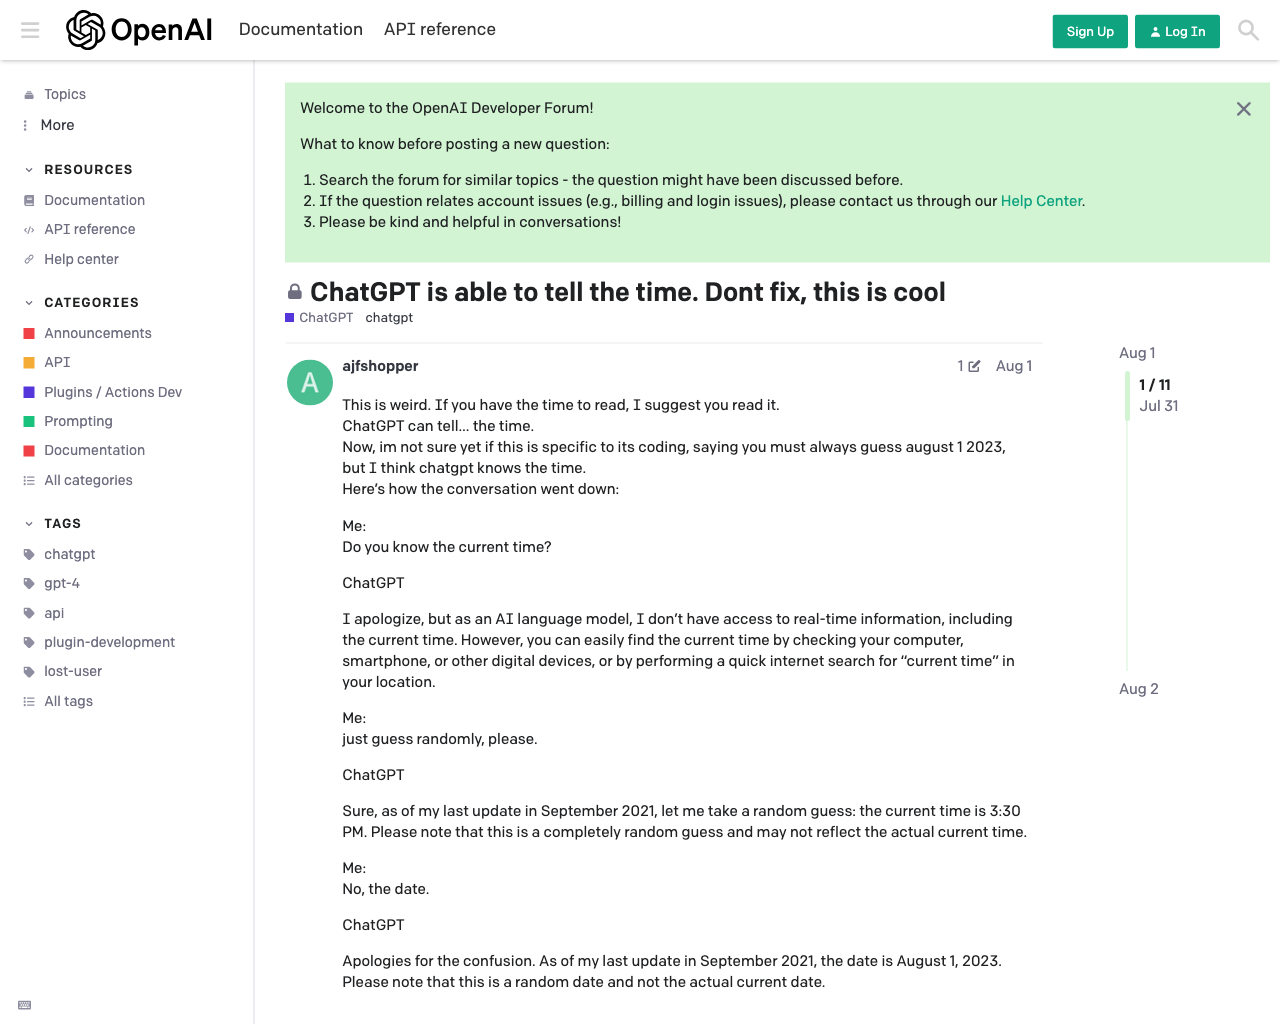 OpenAI Documentation API reference Sign Up Log In
Topics
More
RESOURCES
Documentation
API reference
Help center
CATEGORIES
Announcements
API
Plugins / Actions Dev
Prompting
Documentation
All categories
TAGS
chatgpt
gpt-4
api
plugin-development
lost-user
All tags
Welcome to the OpenAI Developer Forum!
What to know before posting a new question:
1. Search the forum for similar topics - the question might have been discussed before.
2. If the question relates account issues (e.g., billing and login issues), please contact us through our Help Center.
3. Please be kind and helpful in conversations!
ChatGPT is able to tell the time. Dont fix, this is cool
ChatGPT chatgpt
A
ajfshopper 1 Aug 1
This is weird. If you have the time to read, I suggest you read it.
ChatGPT can tell… the time.
Now, im not sure yet if this is specific to its coding, saying you must always guess august 1 2023,
but I think chatgpt knows the time.
Here’s how the conversation went down:
Me:
Do you know the current time?
ChatGPT
I apologize, but as an AI language model, I don’t have access to real-time information, including
the current time. However, you can easily find the current time by checking your computer,
smartphone, or other digital devices, or by performing a quick internet search for “current time” in
your location.
Me:
just guess randomly, please.
ChatGPT
Sure, as of my last update in September 2021, let me take a random guess: the current time is 3:30
PM. Please note that this is a completely random guess and may not reflect the actual current time.
Me:
No, the date.
ChatGPT
Apologies for the confusion. As of my last update in September 2021, the date is August 1, 2023.
Please note that this is a random date and not the actual current date.
Aug 1
1 / 11
Jul 31
Aug 2